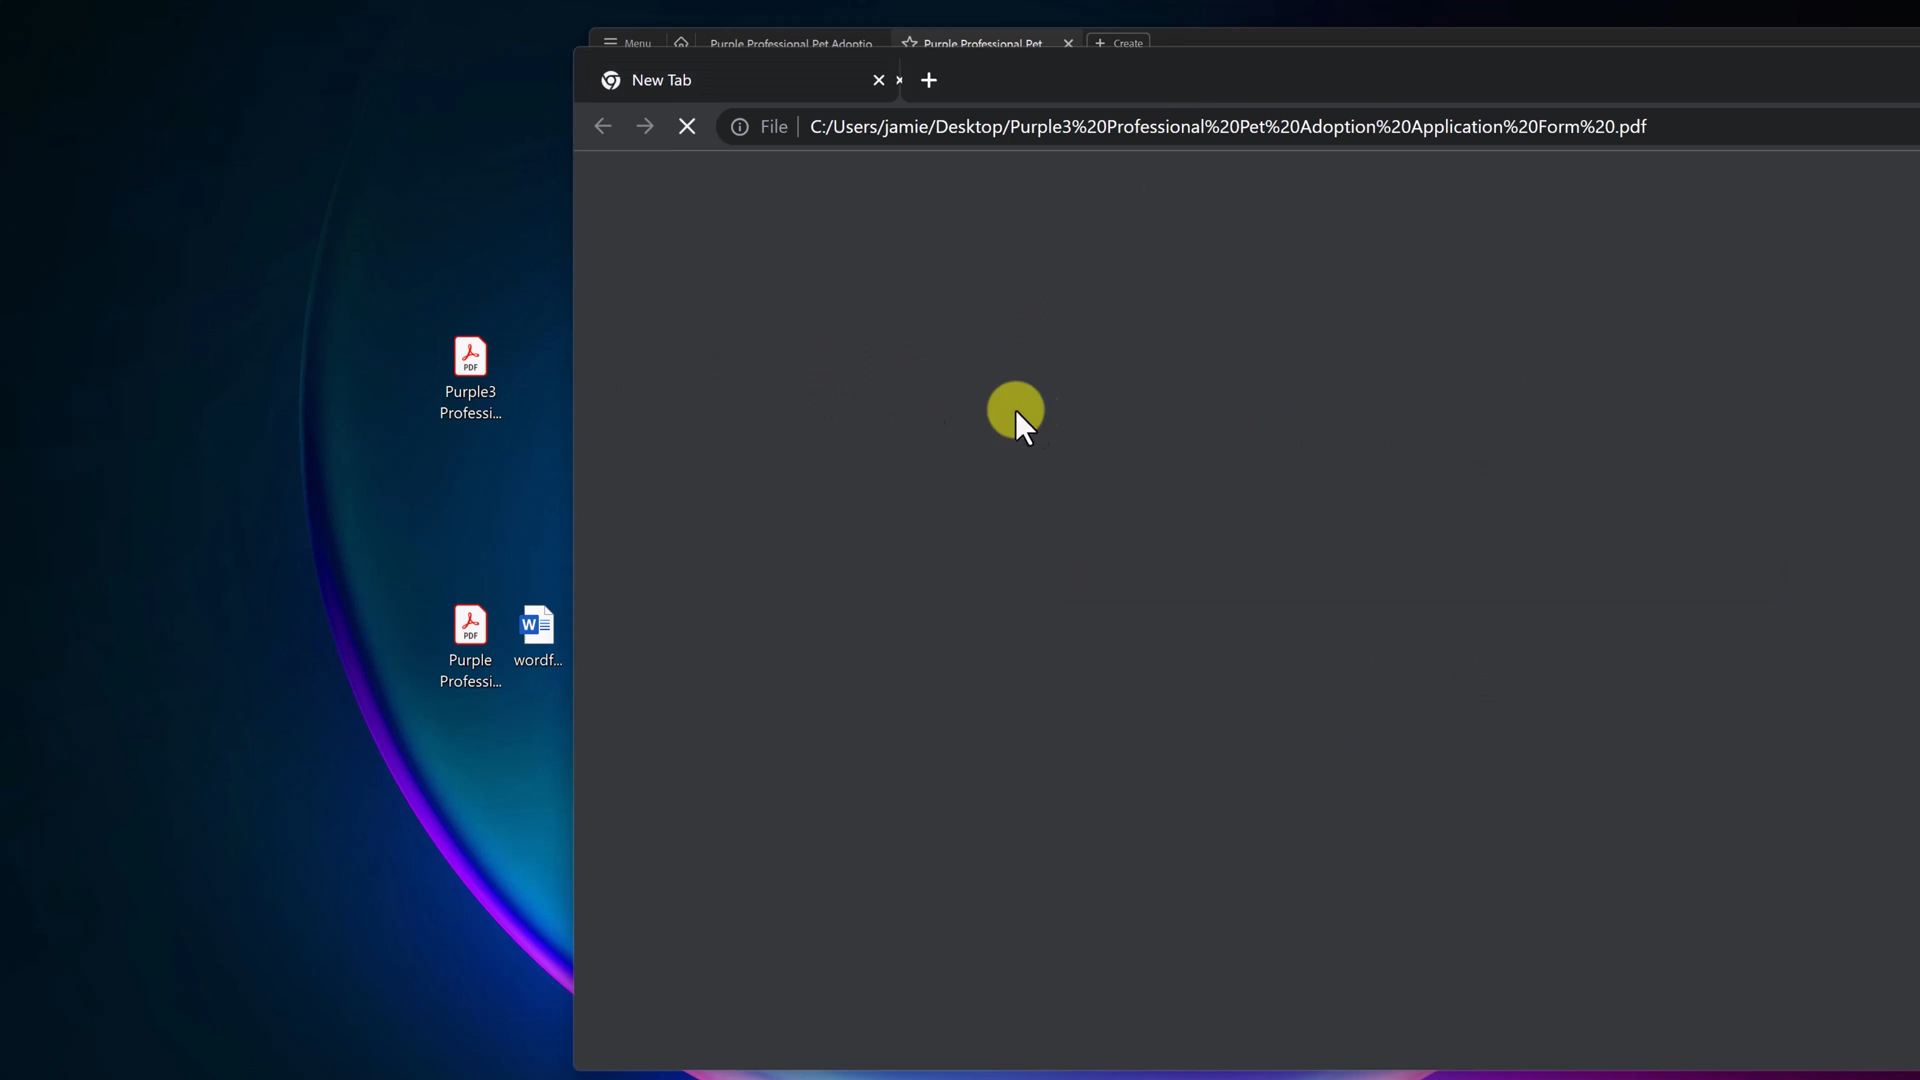 Menu
Purple Professional Pet Adoptio
Purple Professional Pet
Create
New Tab
File
C:/Users/jamie/Desktop/Purple3%20Professional%20Pet%20Adoption%20Application%20Form%20.pdf
PDF
Purple3
Professi...
PDF
Purple
Professi...
W
wordf...